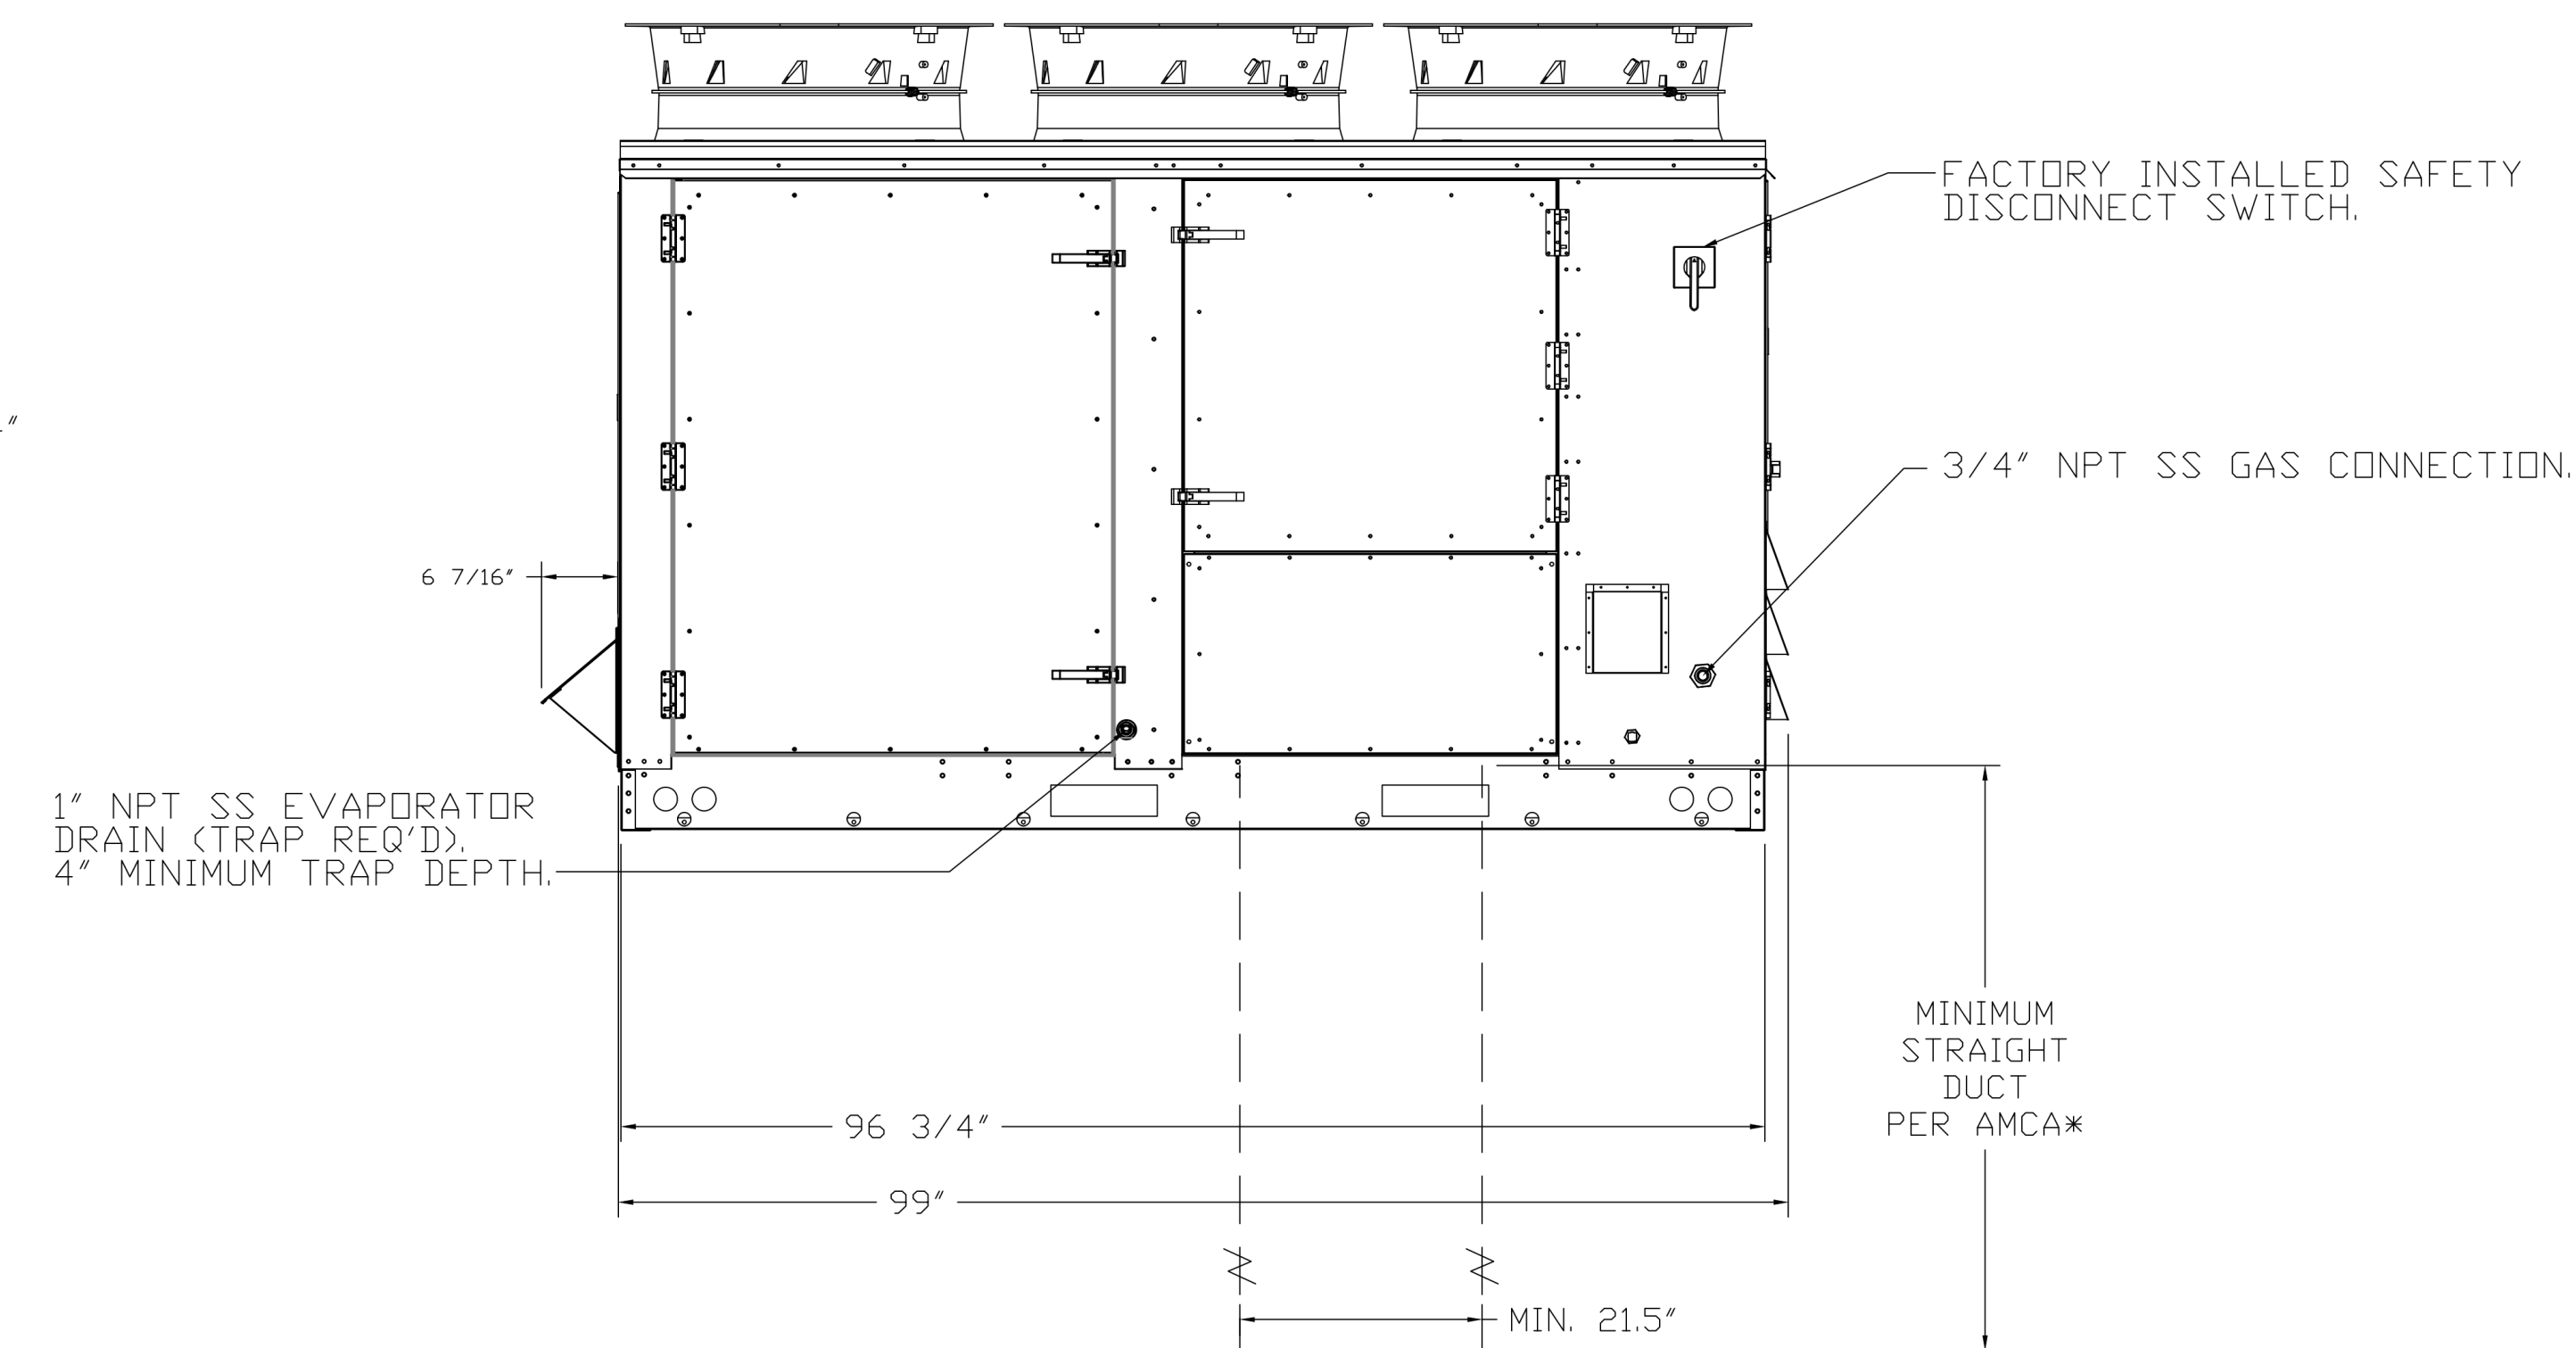 FACTORY INSTALLED SAFETY
DISCONNECT SWITCH.
3/4" NPT SS GAS CONNECTION.
6 7/16"
1" NPT SS EVAPORATOR
DRAIN (TRAP REQ'D).
4" MINIMUM TRAP DEPTH.
MINIMUM
STRAIGHT
DUCT
PER AMCA*
96 3/4"
99"
MIN. 21.5"